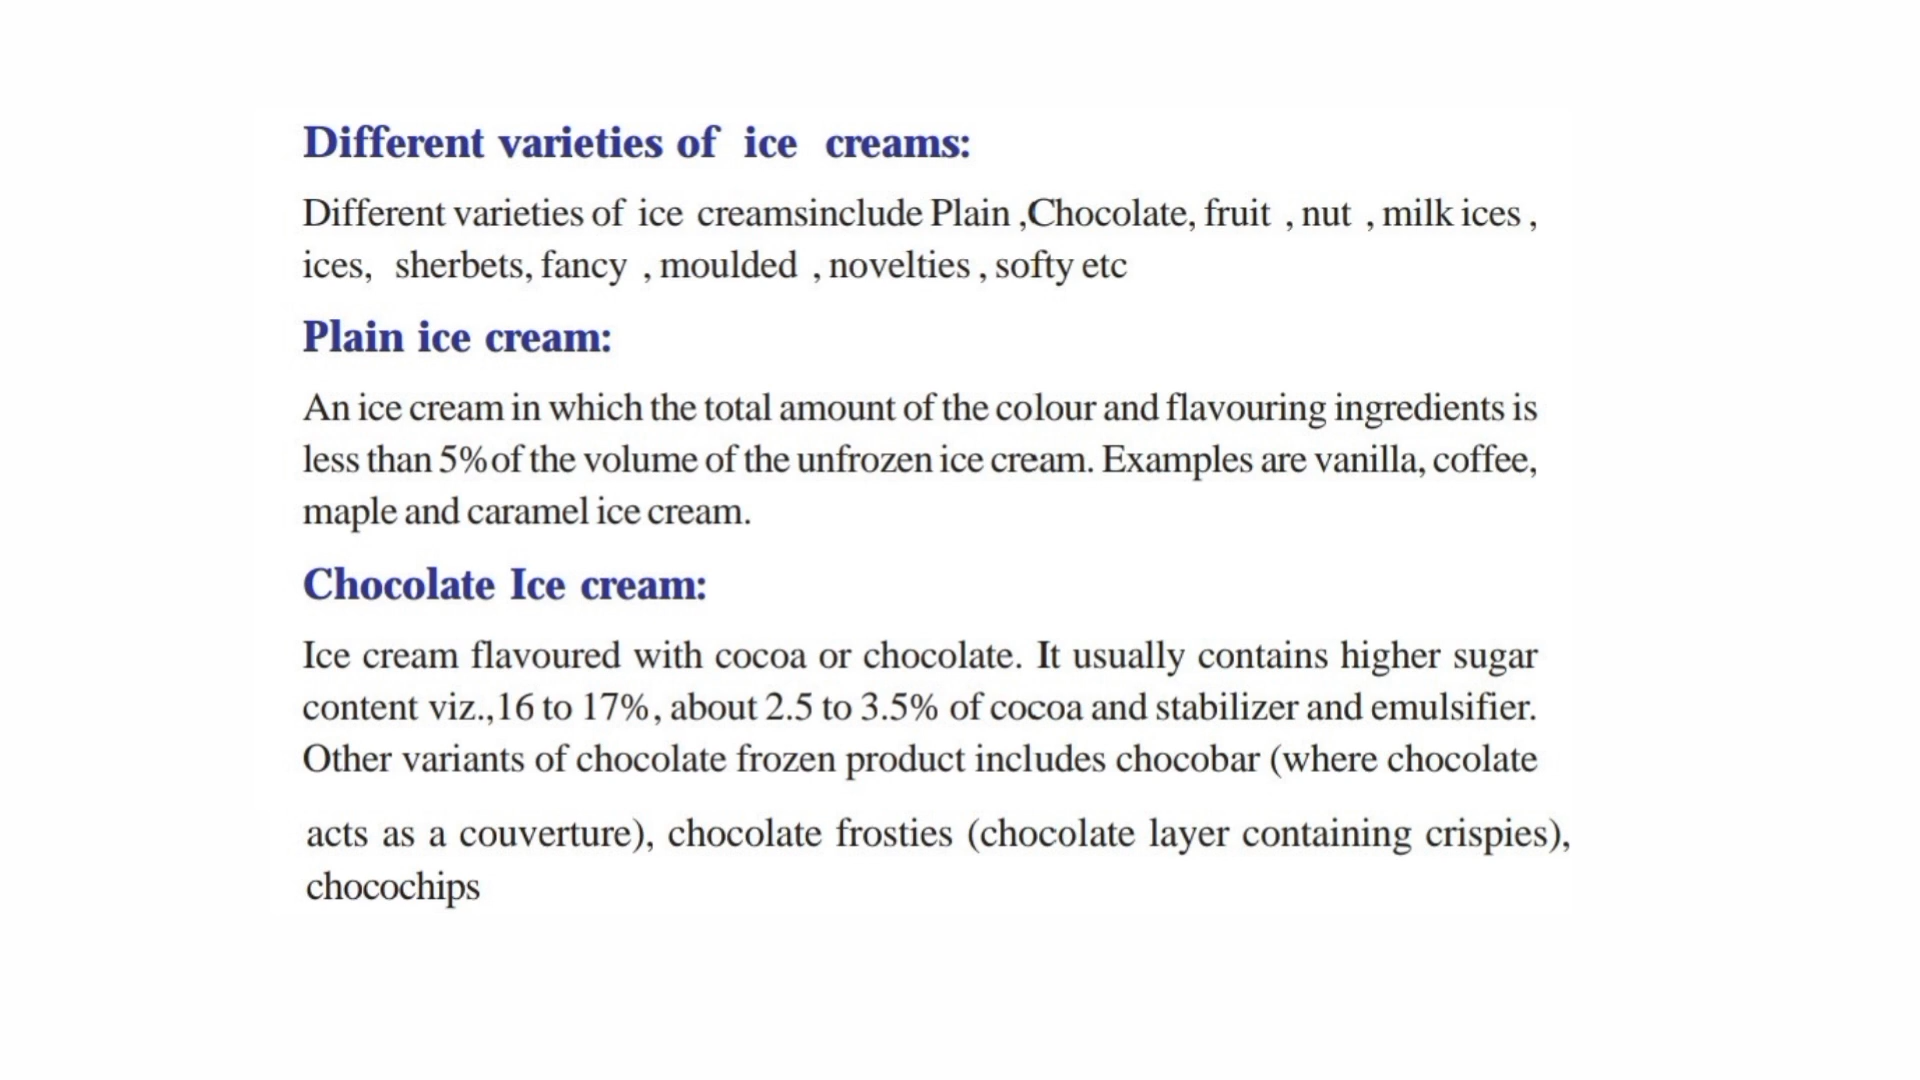 Different varieties of ice creams:
Different varieties of ice creamsinclude Plain ,Chocolate, fruit , nut , milk ices ,
ices, sherbets, fancy , moulded , novelties , softy etc
Plain ice cream:
An ice cream in which the total amount of the colour and flavouring ingredients is
less than 5% of the volume of the unfrozen ice cream. Examples are vanilla, coffee,
maple and caramel ice cream.
Chocolate Ice cream:
Ice cream flavoured with cocoa or chocolate. It usually contains higher sugar
content viz.,16 to 17%, about 2.5 to 3.5% of cocoa and stabilizer and emulsifier.
Other variants of chocolate frozen product includes chocobar (where chocolate
acts as a couverture), chocolate frosties (chocolate layer containing crispies),
chocochips